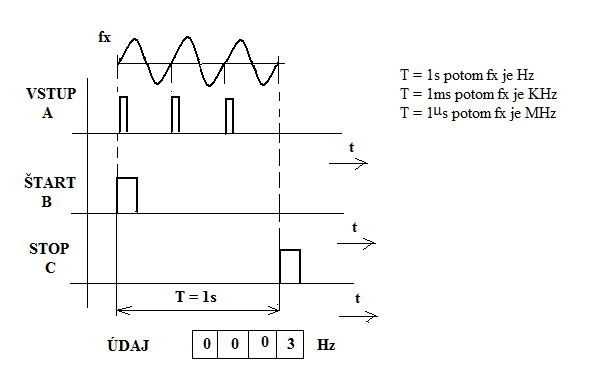 fx
T = 1s potom fx je Hz
T = 1ms potom fx je KHz
T = 1µs potom fx je MHz
VSTUP
A
t
ŠTART
B
t
STOP
C
T = 1s
t
ÚDAJ 0 0 0 3 Hz